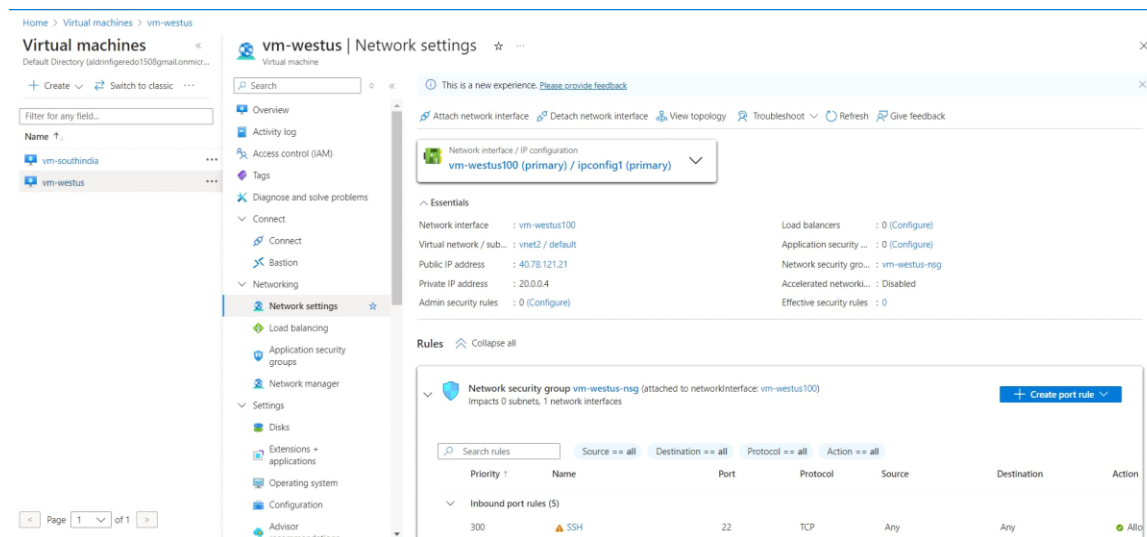 Home > Virtual machines > vm-westus
Virtual machines «
Default Directory (aldrinfigeredo1508gmail.onmicr...
+ Create Switch to classic ...
Filter for any field...
Name ↑
vm-southindia ...
vm-westus ...
< Page 1 of 1 >
vm-westus | Network settings ☆ ...
Virtual machine
Search «
Overview
Activity log
Access control (IAM)
Tags
Diagnose and solve problems
Connect
Connect
Bastion
Networking
Network settings ☆
Load balancing
Application security
groups
Network manager
Settings
Disks
Extensions +
applications
Operating system
Configuration
Advisor
recommendations
This is a new experience. Please provide feedback
Attach network interface Detach network interface View topology Troubleshoot Refresh Give feedback
Network interface / IP configuration
vm-westus100 (primary) / ipconfig1 (primary)
Essentials
Network interface : vm-westus100
Virtual network / sub... : vnet2 / default
Public IP address : 40.78.121.21
Private IP address : 20.0.0.4
Admin security rules : 0 (Configure)
Load balancers : 0 (Configure)
Application security ... : 0 (Configure)
Network security gro... : vm-westus-nsg
Accelerated networki... : Disabled
Effective security rules : 0
Rules Collapse all
Network security group vm-westus-nsg (attached to networkInterface: vm-westus100)
Impacts 0 subnets, 1 network interfaces
+ Create port rule
Search rules Source == all Destination == all Protocol == all Action == all
Priority ↑ Name Port Protocol Source Destination Action
Inbound port rules (5)
300 SSH 22 TCP Any Any Allo